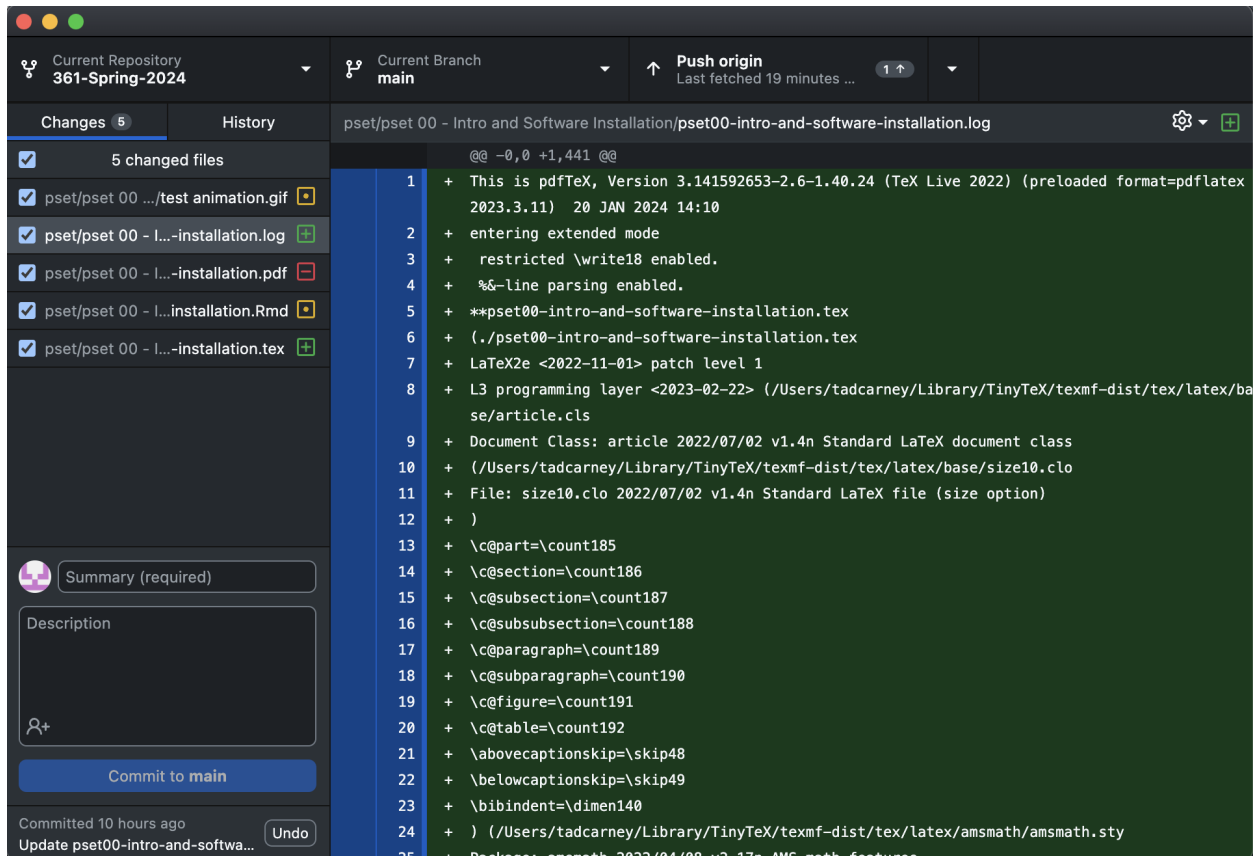 Current Repository
361-Spring-2024
Current Branch
main
Push origin
Last fetched 19 minutes ...
1
Changes 5
History
5 changed files
pset/pset 00 .../test animation.gif
pset/pset 00 - I...-installation.log
pset/pset 00 - I...-installation.pdf
pset/pset 00 - I...installation.Rmd
pset/pset 00 - I...-installation.tex
Summary (required)
Description
Commit to main
Committed 10 hours ago
Update pset00-intro-and-softwa...
Undo
pset/pset 00 - Intro and Software Installation/pset00-intro-and-software-installation.log
@@ -0,0 +1,441 @@
1 + This is pdfTeX, Version 3.141592653-2.6-1.40.24 (TeX Live 2022) (preloaded format=pdflatex
2023.3.11)  20 JAN 2024 14:10
2 + entering extended mode
3 +  restricted \write18 enabled.
4 +  %&-line parsing enabled.
5 + **pset00-intro-and-software-installation.tex
6 + (./pset00-intro-and-software-installation.tex
7 + LaTeX2e <2022-11-01> patch level 1
8 + L3 programming layer <2023-02-22> (/Users/tadcarney/Library/TinyTeX/texmf-dist/tex/latex/ba
se/article.cls
9 + Document Class: article 2022/07/02 v1.4n Standard LaTeX document class
10 + (/Users/tadcarney/Library/TinyTeX/texmf-dist/tex/latex/base/size10.clo
11 + File: size10.clo 2022/07/02 v1.4n Standard LaTeX file (size option)
12 + )
13 + \c@part=\count185
14 + \c@section=\count186
15 + \c@subsection=\count187
16 + \c@subsubsection=\count188
17 + \c@paragraph=\count189
18 + \c@subparagraph=\count190
19 + \c@figure=\count191
20 + \c@table=\count192
21 + \abovecaptionskip=\skip48
22 + \belowcaptionskip=\skip49
23 + \bibindent=\dimen140
24 + ) (/Users/tadcarney/Library/TinyTeX/texmf-dist/tex/latex/amsmath/amsmath.sty